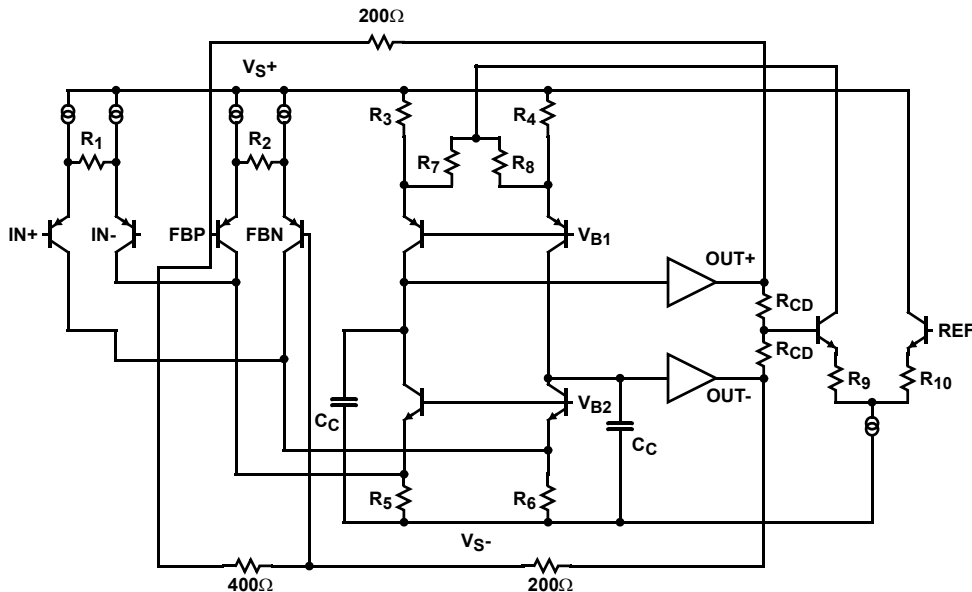 200Ω
VS+
R3
R4
R1
R2
R7
R8
IN+
IN-
FBP
FBN
VB1
OUT+
RCD
REF
RCD
R9
R10
OUT-
VB2
CC
CC
R5
R6
VS-
400Ω
200Ω